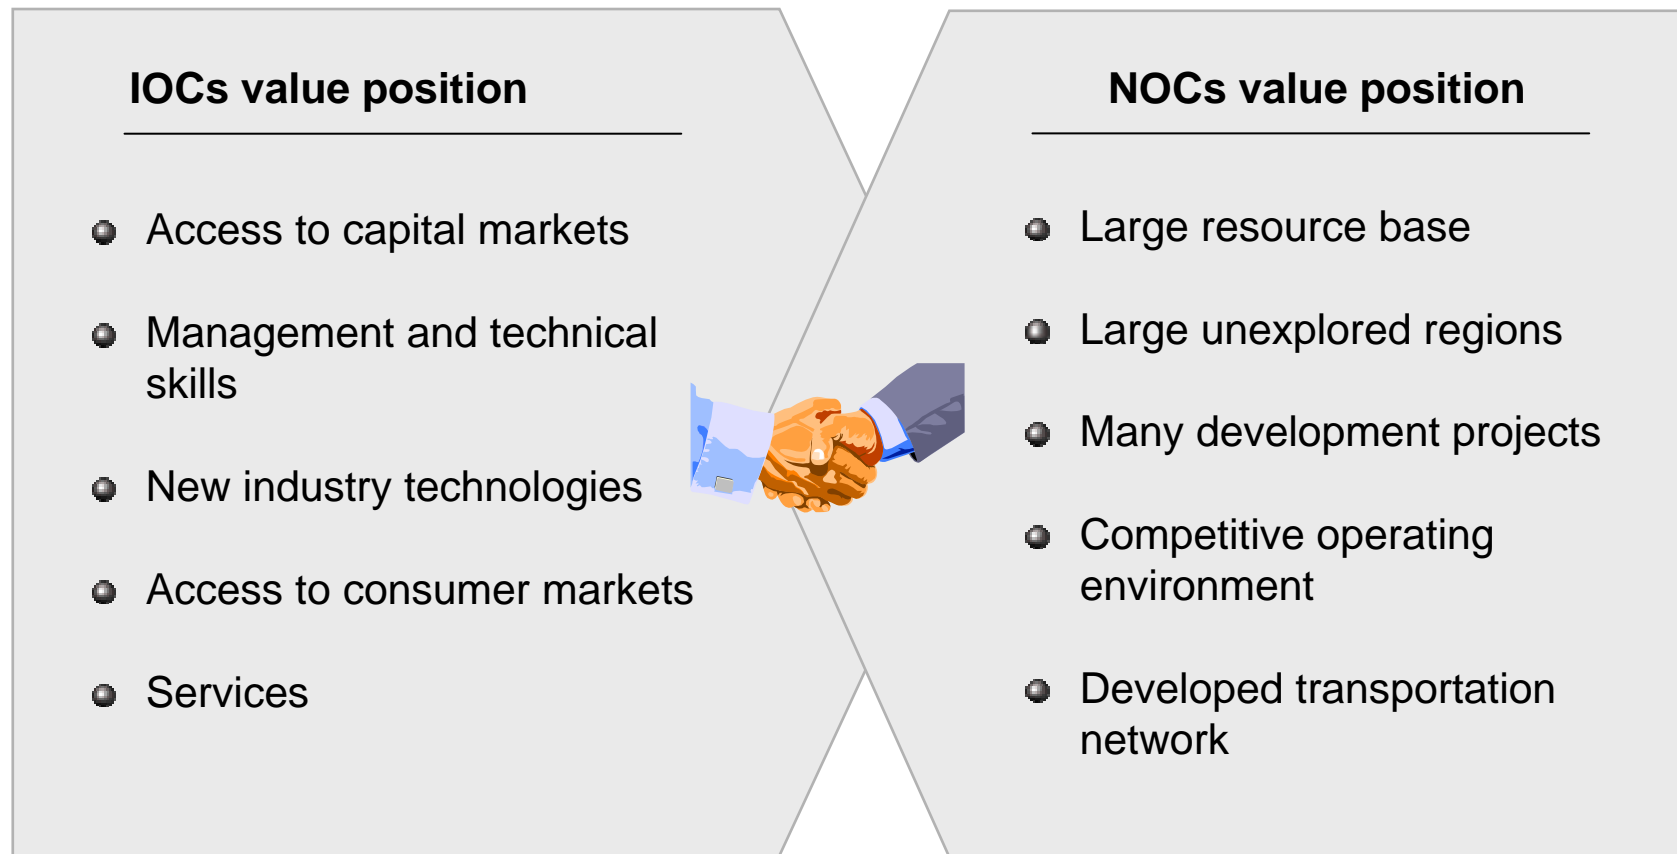 IOCs value position
Access to capital markets
Management and technical
skills
New industry technologies
Access to consumer markets
Services
NOCs value position
Large resource base
Large unexplored regions
Many development projects
Competitive operating
environment
Developed transportation
network